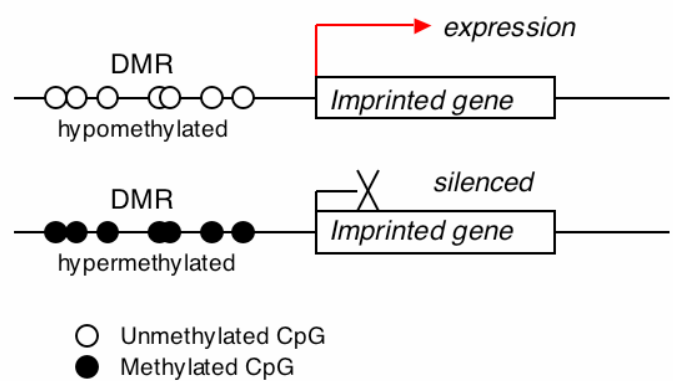 expression
DMR
Imprinted gene
hypomethylated
silenced
DMR
Imprinted gene
hypermethylated
Unmethylated CpG
Methylated CpG